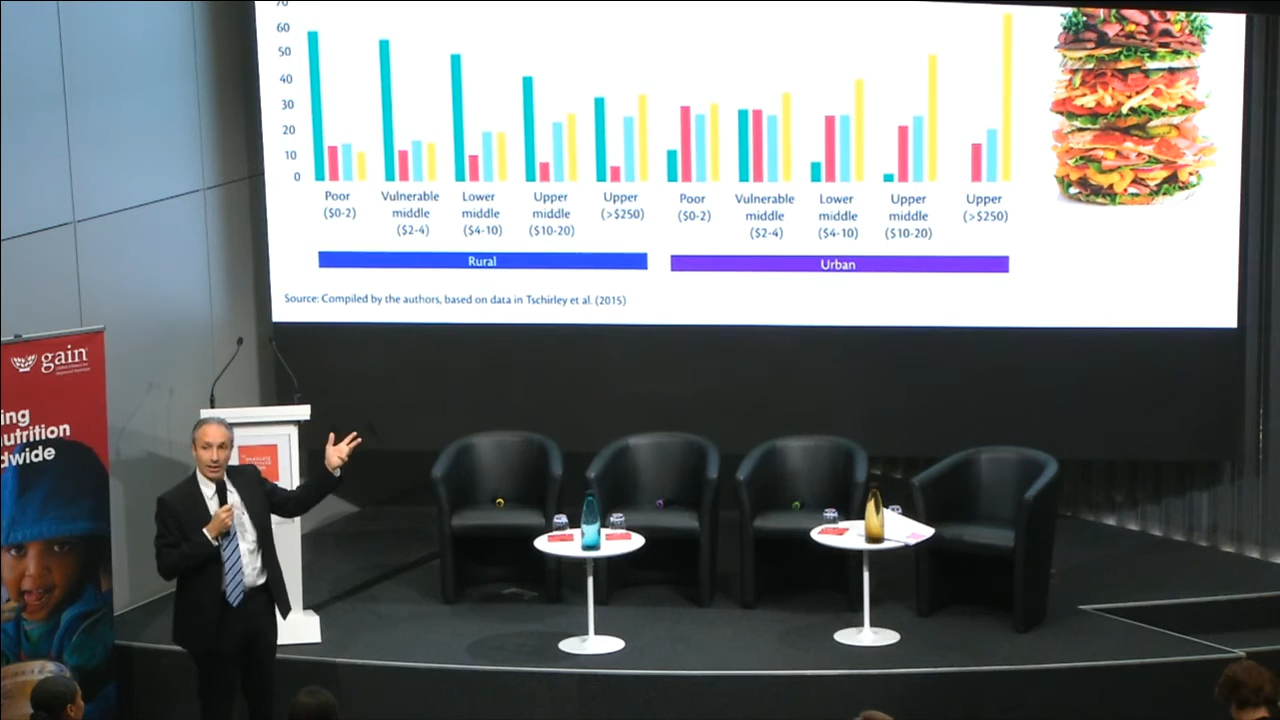 70
60
50
40
30
20
10
0
Poor
($0-2)
Vulnerable
middle
($2-4)
Lower
middle
($4-10)
Upper
middle
($10-20)
Upper
(>$250)
Poor
($0-2)
Vulnerable
middle
($2-4)
Lower
middle
($4-10)
Upper
middle
($10-20)
Upper
(>$250)
Rural
Urban
Source: Compiled by the authors, based on data in Tschirley et al. (2015)
gain
ing
utrition
dwide